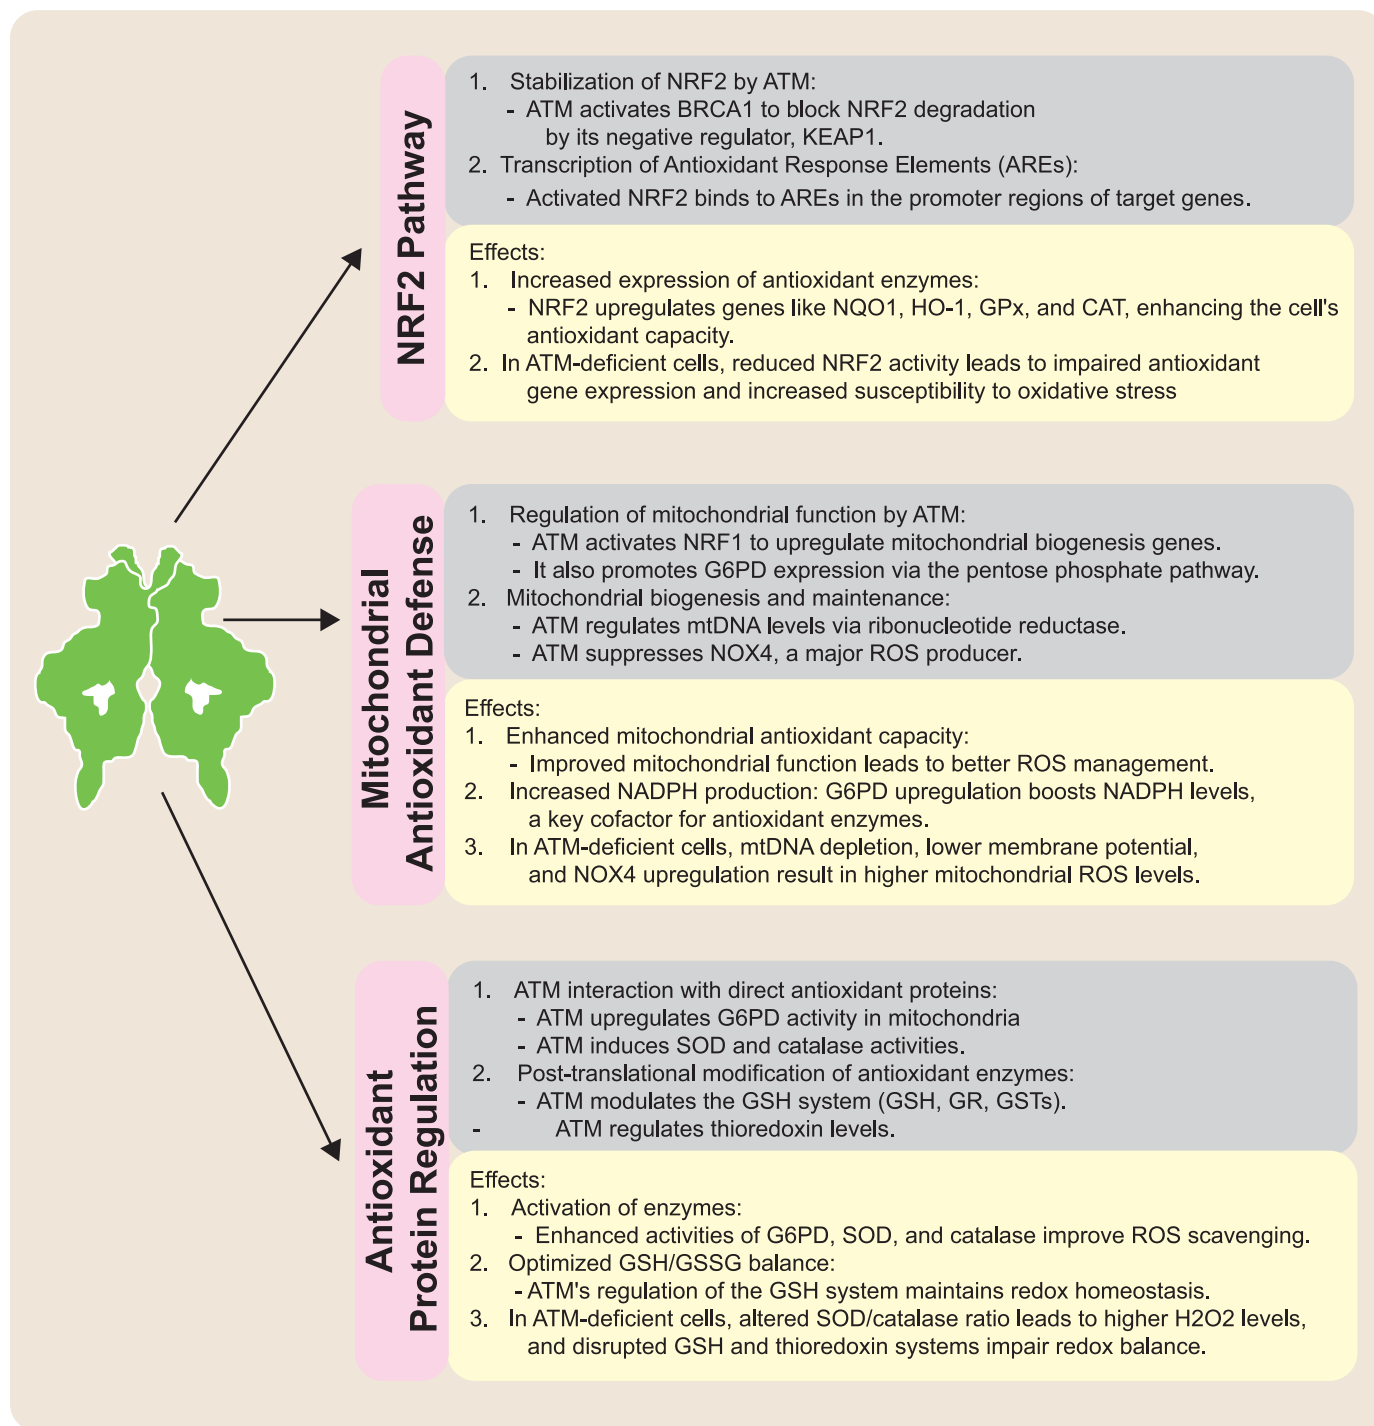 NRF2 Pathway
1. Stabilization of NRF2 by ATM:
- ATM activates BRCA1 to block NRF2 degradation
by its negative regulator, KEAP1.
2. Transcription of Antioxidant Response Elements (AREs):
- Activated NRF2 binds to AREs in the promoter regions of target genes.
Effects:
1. Increased expression of antioxidant enzymes:
- NRF2 upregulates genes like NQO1, HO-1, GPx, and CAT, enhancing the cell's
antioxidant capacity.
2. In ATM-deficient cells, reduced NRF2 activity leads to impaired antioxidant
gene expression and increased susceptibility to oxidative stress
Mitochondrial
Antioxidant Defense
1. Regulation of mitochondrial function by ATM:
- ATM activates NRF1 to upregulate mitochondrial biogenesis genes.
- It also promotes G6PD expression via the pentose phosphate pathway.
2. Mitochondrial biogenesis and maintenance:
- ATM regulates mtDNA levels via ribonucleotide reductase.
- ATM suppresses NOX4, a major ROS producer.
Effects:
1. Enhanced mitochondrial antioxidant capacity:
- Improved mitochondrial function leads to better ROS management.
2. Increased NADPH production: G6PD upregulation boosts NADPH levels,
a key cofactor for antioxidant enzymes.
3. In ATM-deficient cells, mtDNA depletion, lower membrane potential,
and NOX4 upregulation result in higher mitochondrial ROS levels.
Antioxidant
Protein Regulation
1. ATM interaction with direct antioxidant proteins:
- ATM upregulates G6PD activity in mitochondria
- ATM induces SOD and catalase activities.
2. Post-translational modification of antioxidant enzymes:
- ATM modulates the GSH system (GSH, GR, GSTs).
- ATM regulates thioredoxin levels.
Effects:
1. Activation of enzymes:
- Enhanced activities of G6PD, SOD, and catalase improve ROS scavenging.
2. Optimized GSH/GSSG balance:
- ATM's regulation of the GSH system maintains redox homeostasis.
3. In ATM-deficient cells, altered SOD/catalase ratio leads to higher H2O2 levels,
and disrupted GSH and thioredoxin systems impair redox balance.